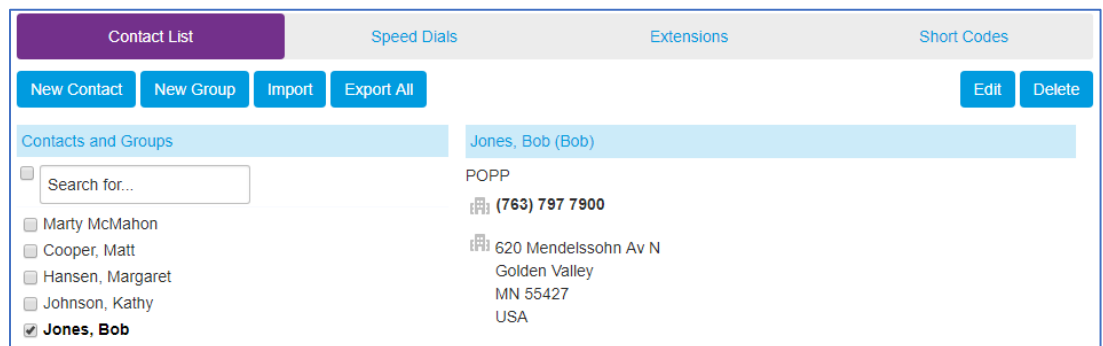 Contact List Speed Dials Extensions Short Codes
New Contact New Group Import Export All Edit Delete
Contacts and Groups
Search for...
Marty McMahon
Cooper, Matt
Hansen, Margaret
Johnson, Kathy
Jones, Bob
Jones, Bob (Bob)
POPP
(763) 797 7900
620 Mendelssohn Av N
Golden Valley
MN 55427
USA